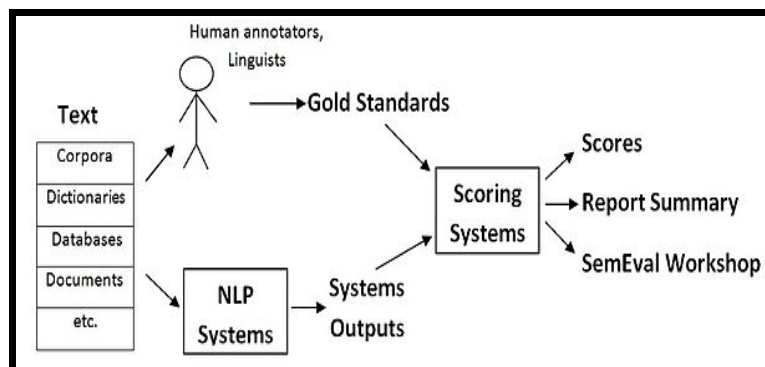 Human annotators,
Linguists
Text
Corpora
Dictionaries
Databases
Documents
etc.
Gold Standards
NLP
Systems
Systems
Outputs
Scoring
Systems
Scores
Report Summary
SemEval Workshop